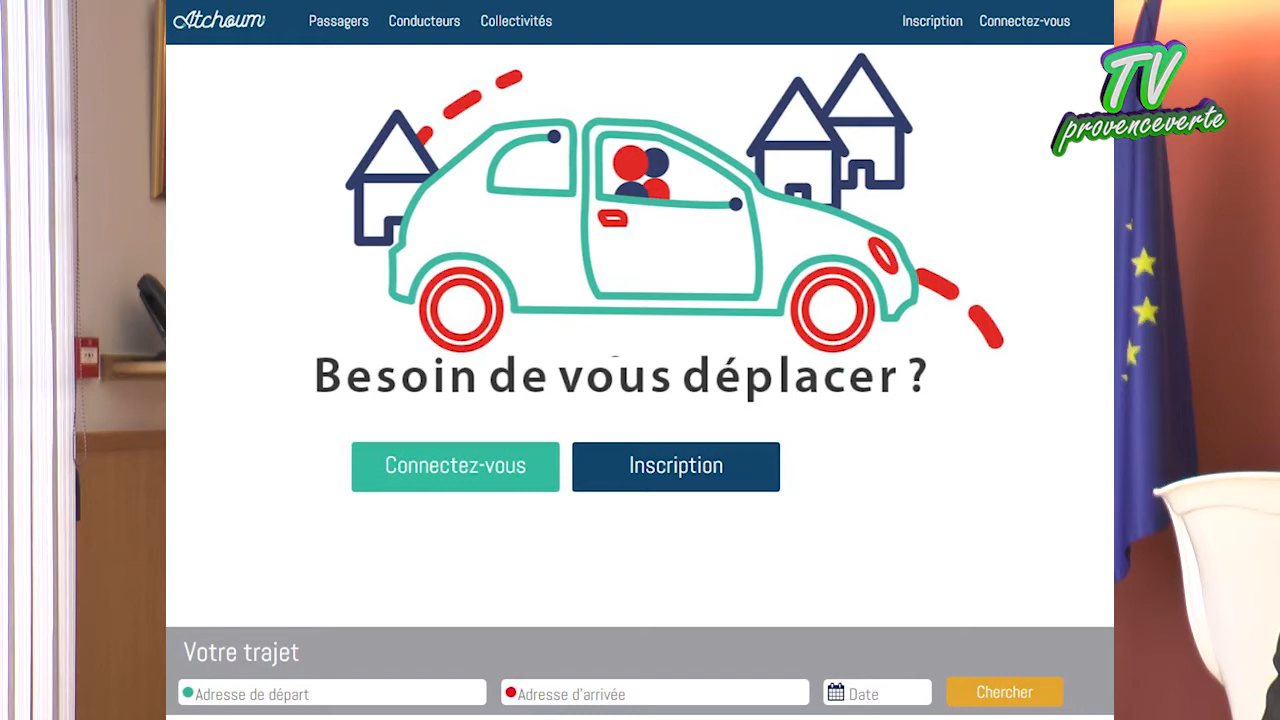 Atchoum
Passagers Conducteurs Collectivités
Inscription Connectez-vous
TV
provenceverte
Besoin de vous déplacer ?
Connectez-vous Inscription
Votre trajet
Adresse de départ Adresse d'arrivée Date Chercher